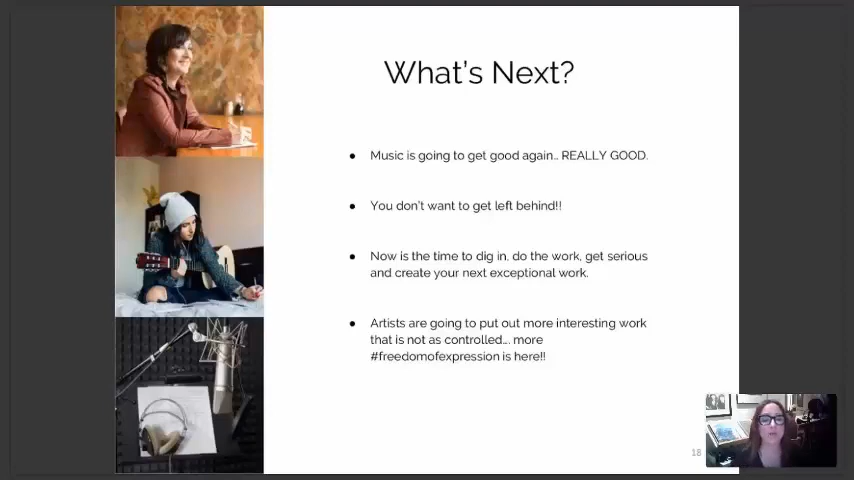 What's Next?
● Music is going to get good again… REALLY GOOD.
● You don't want to get left behind!!
● Now is the time to dig in, do the work, get serious
and create your next exceptional work.
● Artists are going to put out more interesting work
that is not as controlled…. more
#freedomofexpression is here!!
18